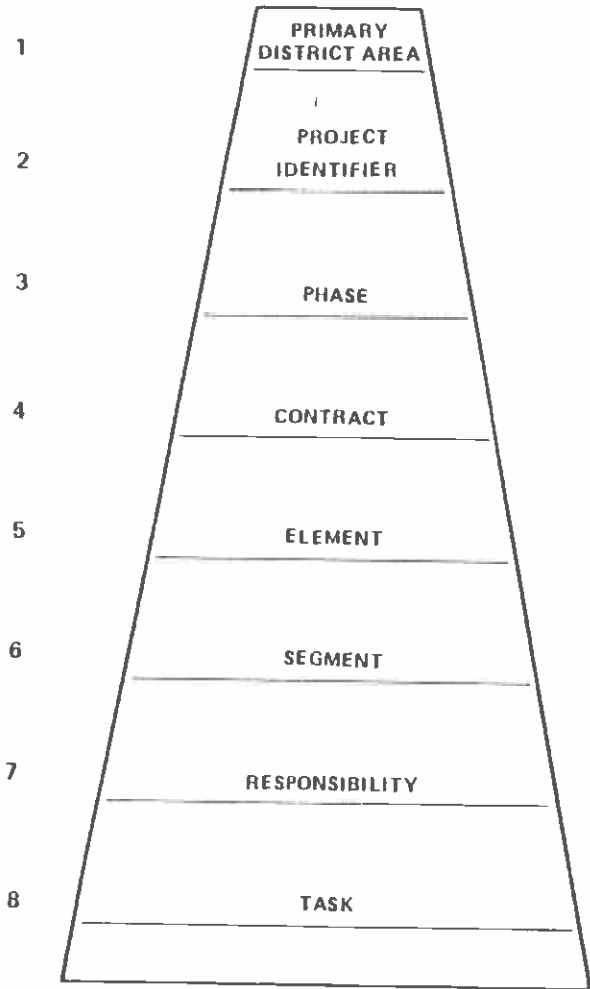 1
PRIMARY
DISTRICT AREA
2
PROJECT
IDENTIFIER
3
PHASE
4
CONTRACT
5
ELEMENT
6
SEGMENT
7
RESPONSIBILITY
8
TASK